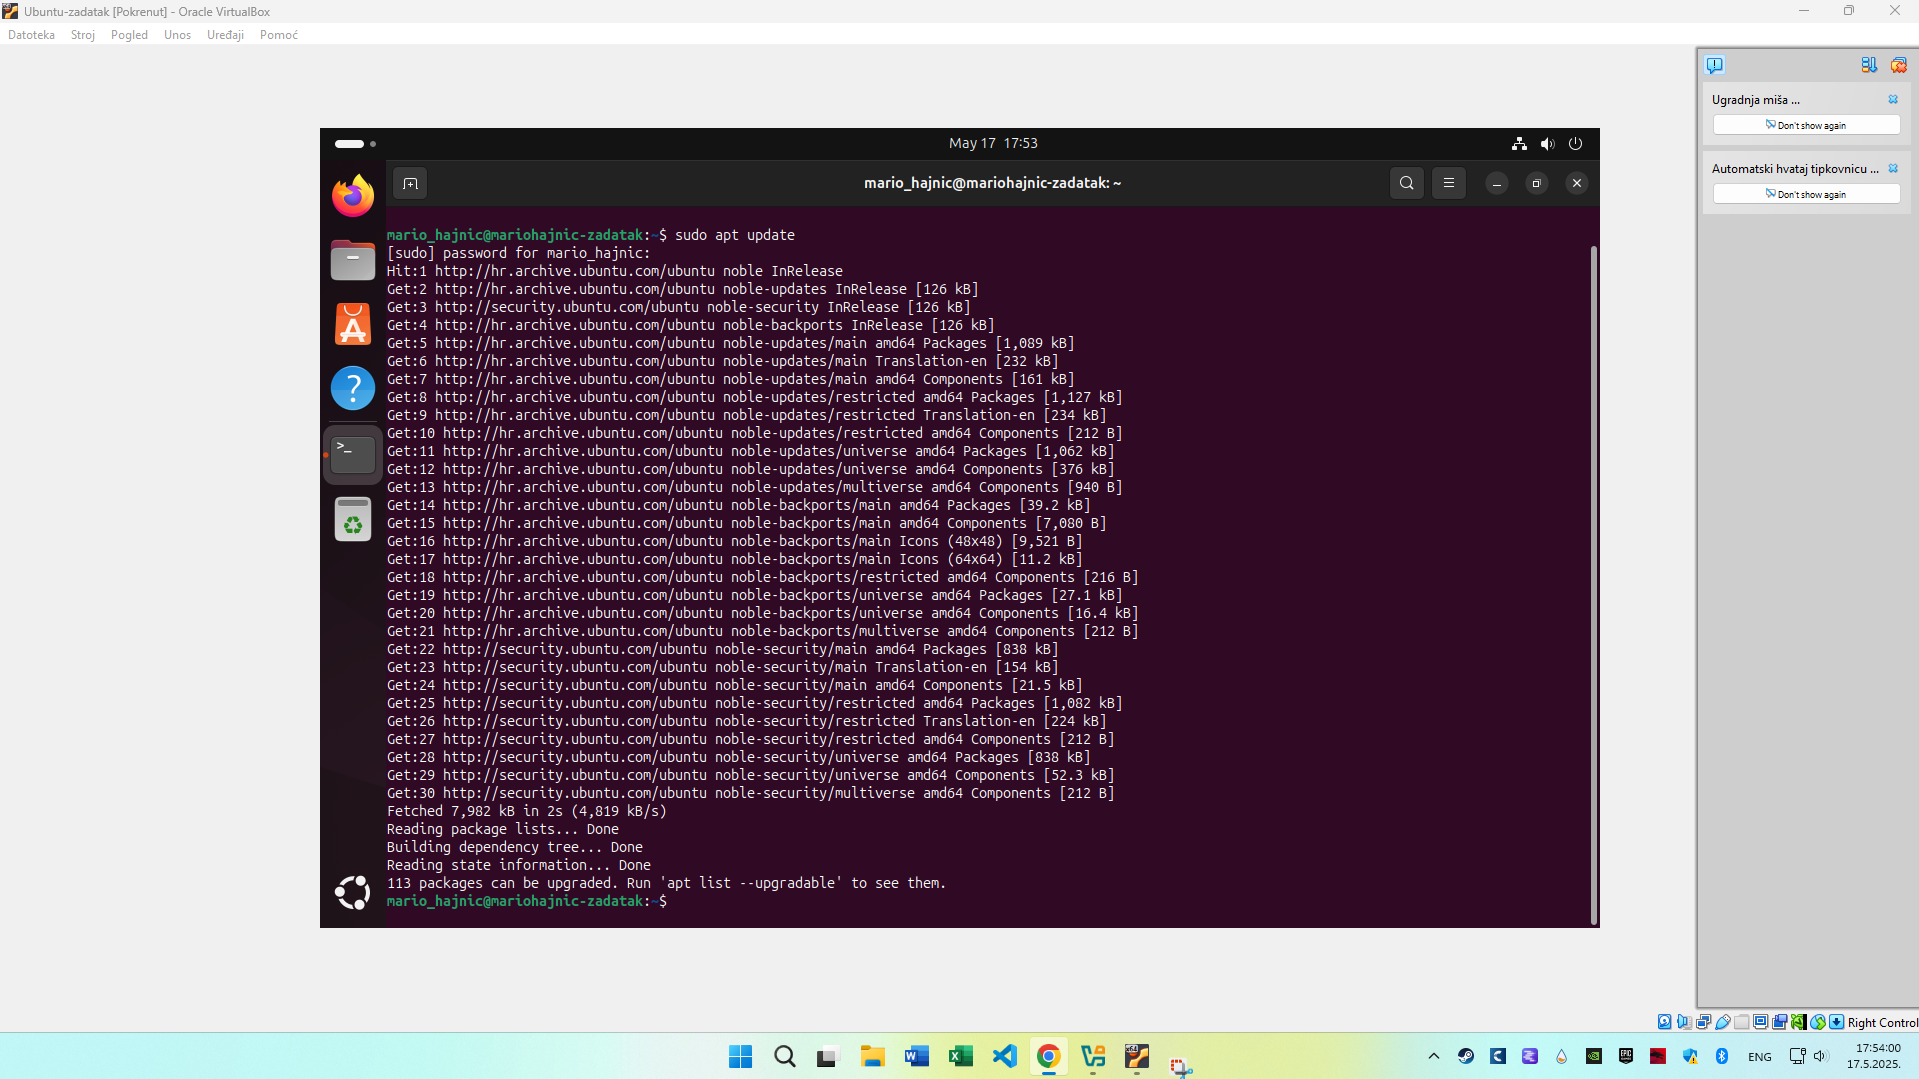 Ubuntu-zadatak [Pokrenut] - Oracle VirtualBox
Datoteka Stroj Pogled Unos Uređaji Pomoć
Ugradnja miša ...
Don't show again
Automatski hvataj tipkovnicu ...
Don't show again
May 17 17:53
mario_hajnic@mariohajnic-zadatak: ~
mario_hajnic@mariohajnic-zadatak:~$ sudo apt update
[sudo] password for mario_hajnic:
Hit:1 http://hr.archive.ubuntu.com/ubuntu noble InRelease
Get:2 http://hr.archive.ubuntu.com/ubuntu noble-updates InRelease [126 kB]
Get:3 http://security.ubuntu.com/ubuntu noble-security InRelease [126 kB]
Get:4 http://hr.archive.ubuntu.com/ubuntu noble-backports InRelease [126 kB]
Get:5 http://hr.archive.ubuntu.com/ubuntu noble-updates/main amd64 Packages [1,089 kB]
Get:6 http://hr.archive.ubuntu.com/ubuntu noble-updates/main Translation-en [232 kB]
Get:7 http://hr.archive.ubuntu.com/ubuntu noble-updates/main amd64 Components [161 kB]
Get:8 http://hr.archive.ubuntu.com/ubuntu noble-updates/restricted amd64 Packages [1,127 kB]
Get:9 http://hr.archive.ubuntu.com/ubuntu noble-updates/restricted Translation-en [234 kB]
Get:10 http://hr.archive.ubuntu.com/ubuntu noble-updates/restricted amd64 Components [212 B]
Get:11 http://hr.archive.ubuntu.com/ubuntu noble-updates/universe amd64 Packages [1,062 kB]
Get:12 http://hr.archive.ubuntu.com/ubuntu noble-updates/universe amd64 Components [376 kB]
Get:13 http://hr.archive.ubuntu.com/ubuntu noble-updates/multiverse amd64 Components [940 B]
Get:14 http://hr.archive.ubuntu.com/ubuntu noble-backports/main amd64 Packages [39.2 kB]
Get:15 http://hr.archive.ubuntu.com/ubuntu noble-backports/main amd64 Components [7,080 B]
Get:16 http://hr.archive.ubuntu.com/ubuntu noble-backports/main Icons (48x48) [9,521 B]
Get:17 http://hr.archive.ubuntu.com/ubuntu noble-backports/main Icons (64x64) [11.2 kB]
Get:18 http://hr.archive.ubuntu.com/ubuntu noble-backports/restricted amd64 Components [216 B]
Get:19 http://hr.archive.ubuntu.com/ubuntu noble-backports/universe amd64 Packages [27.1 kB]
Get:20 http://hr.archive.ubuntu.com/ubuntu noble-backports/universe amd64 Components [16.4 kB]
Get:21 http://hr.archive.ubuntu.com/ubuntu noble-backports/multiverse amd64 Components [212 B]
Get:22 http://security.ubuntu.com/ubuntu noble-security/main amd64 Packages [838 kB]
Get:23 http://security.ubuntu.com/ubuntu noble-security/main Translation-en [154 kB]
Get:24 http://security.ubuntu.com/ubuntu noble-security/main amd64 Components [21.5 kB]
Get:25 http://security.ubuntu.com/ubuntu noble-security/restricted amd64 Packages [1,082 kB]
Get:26 http://security.ubuntu.com/ubuntu noble-security/restricted Translation-en [224 kB]
Get:27 http://security.ubuntu.com/ubuntu noble-security/restricted amd64 Components [212 B]
Get:28 http://security.ubuntu.com/ubuntu noble-security/universe amd64 Packages [838 kB]
Get:29 http://security.ubuntu.com/ubuntu noble-security/universe amd64 Components [52.3 kB]
Get:30 http://security.ubuntu.com/ubuntu noble-security/multiverse amd64 Components [212 B]
Fetched 7,982 kB in 2s (4,819 kB/s)
Reading package lists... Done
Building dependency tree... Done
Reading state information... Done
113 packages can be upgraded. Run 'apt list --upgradable' to see them.
mario_hajnic@mariohajnic-zadatak:~$
Right Control
ENG
17:54:00
17.5.2025.